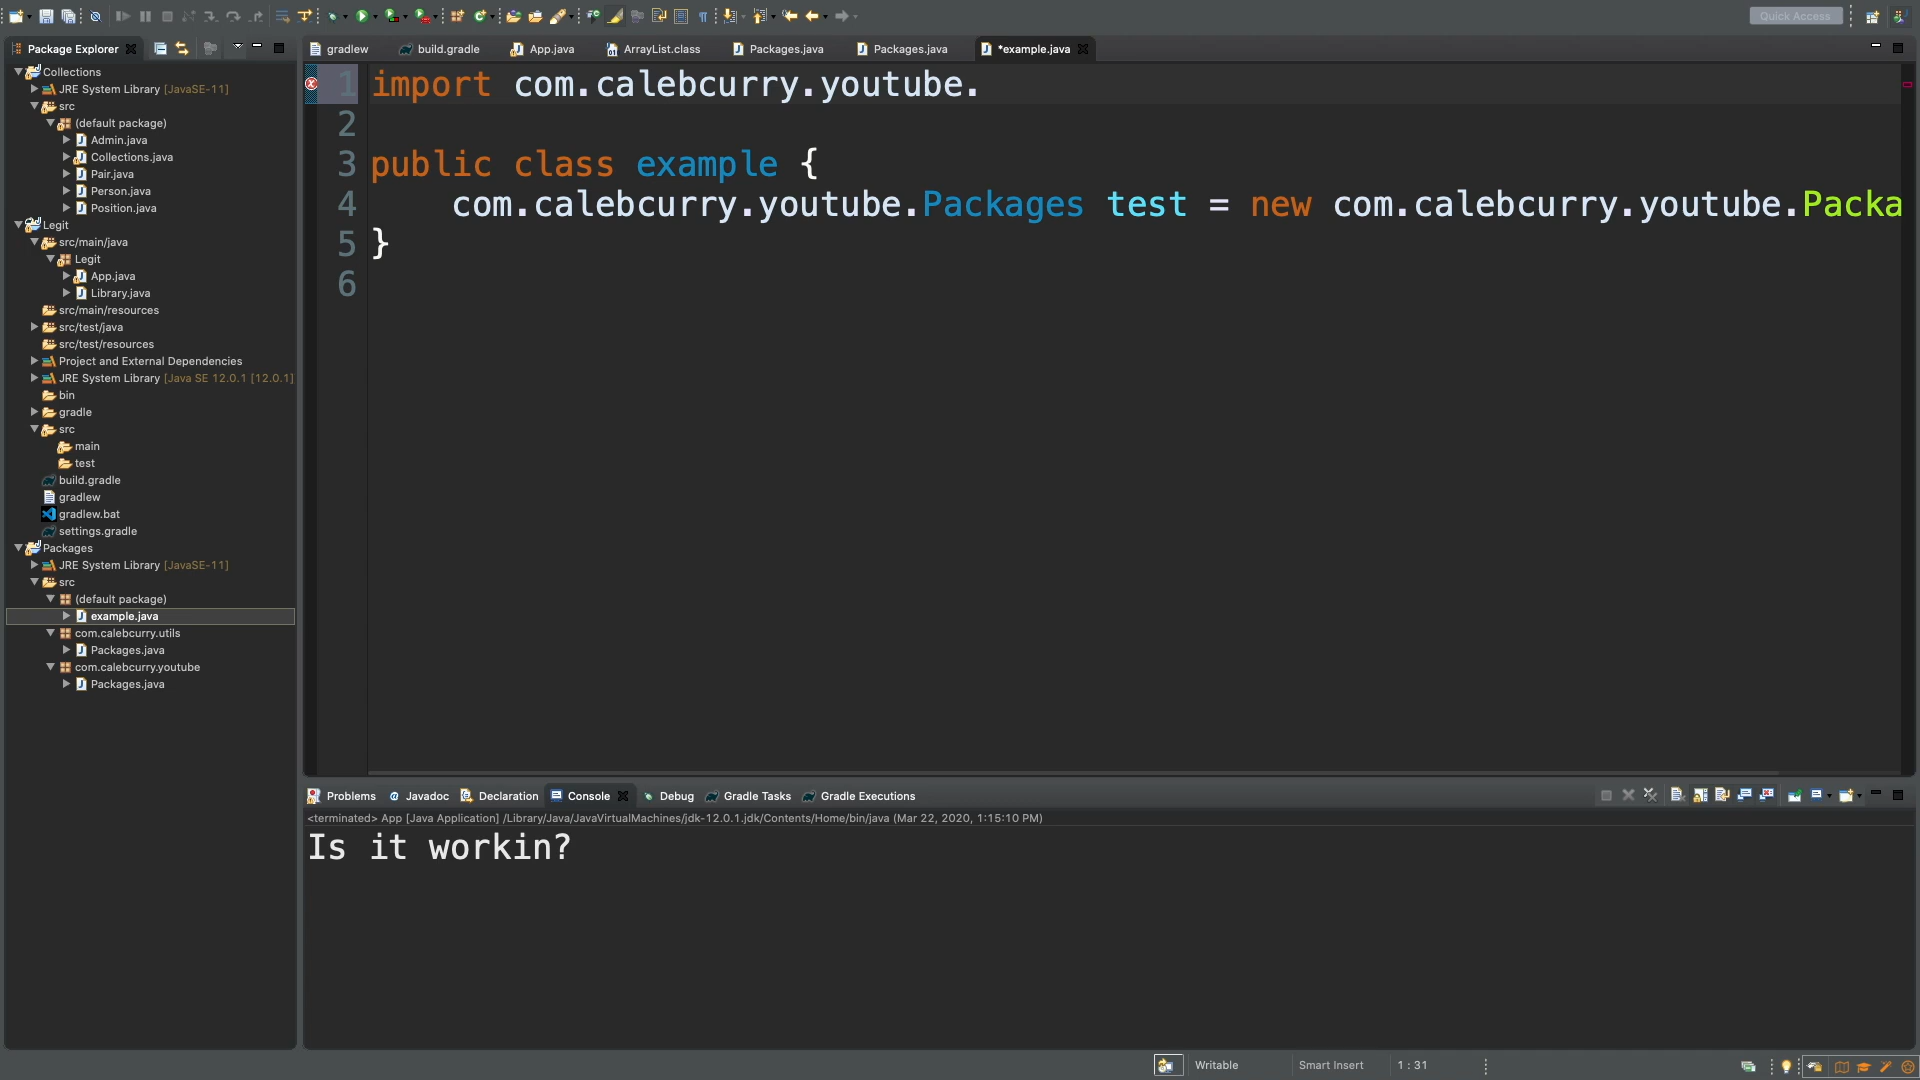 Quick Access
Package Explorer
gradlew
build.gradle
App.java
ArrayList.class
Packages.java
Packages.java
*example.java
Collections
JRE System Library [JavaSE-11]
src
(default package)
Admin.java
Collections.java
Pair.java
Person.java
Position.java
Legit
src/main/java
Legit
App.java
Library.java
src/main/resources
src/test/java
src/test/resources
Project and External Dependencies
JRE System Library [Java SE 12.0.1 [12.0.1]
bin
gradle
src
main
test
build.gradle
gradlew
gradlew.bat
settings.gradle
Packages
JRE System Library [JavaSE-11]
src
(default package)
example.java
com.calebcurry.utils
Packages.java
com.calebcurry.youtube
Packages.java
1 import com.calebcurry.youtube.
2
3 public class example {
4 com.calebcurry.youtube.Packages test = new com.calebcurry.youtube.Packa
5 }
6
Problems
Javadoc
Declaration
Console
Debug
Gradle Tasks
Gradle Executions
<terminated> App [Java Application] /Library/Java/JavaVirtualMachines/jdk-12.0.1.jdk/Contents/Home/bin/java (Mar 22, 2020, 1:15:10 PM)
Is it workin?
Writable
Smart Insert
1 : 31